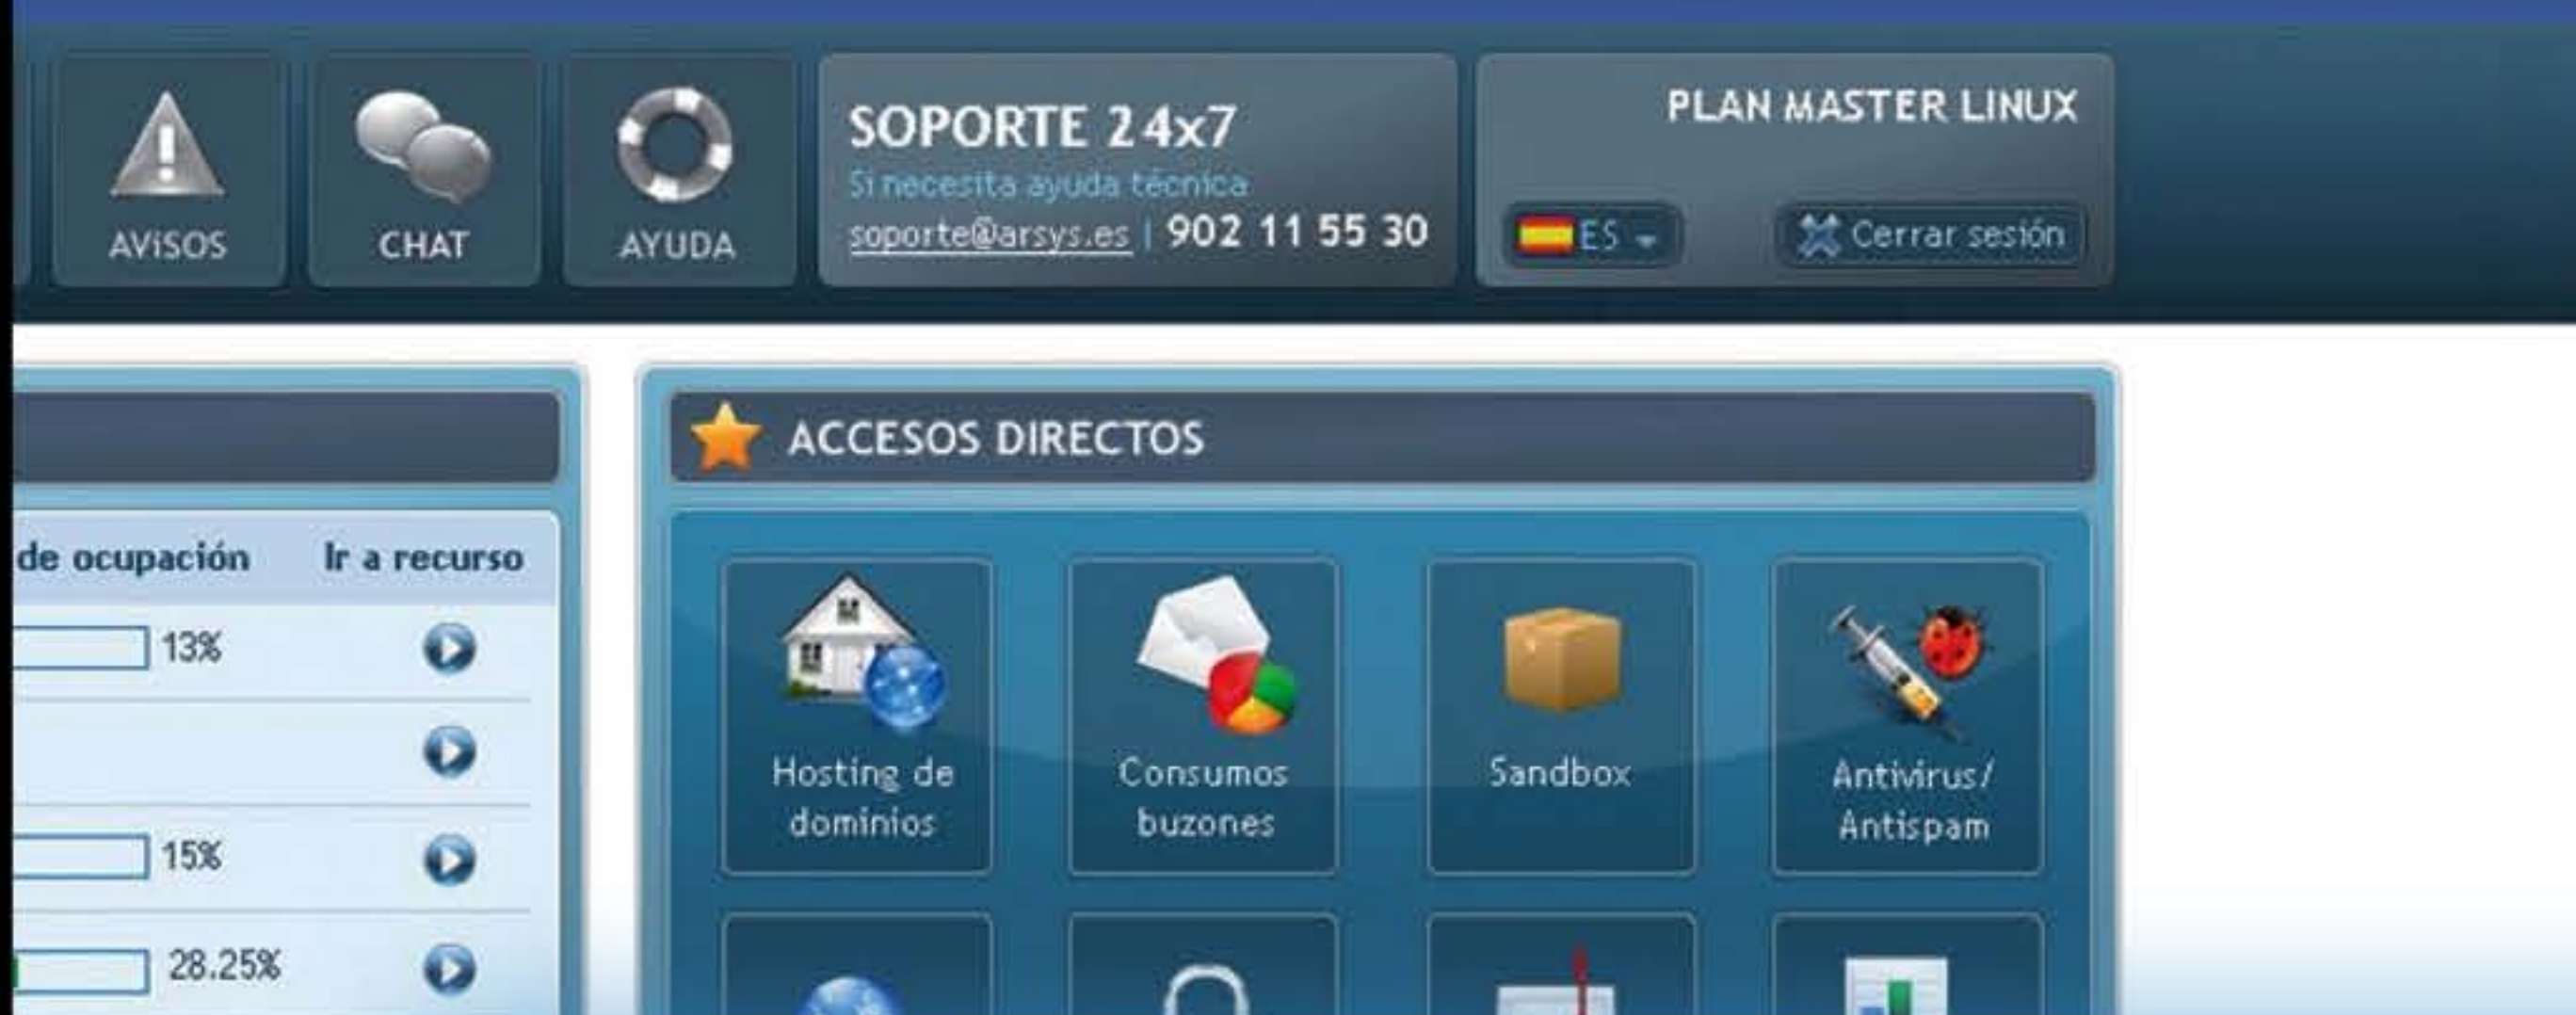 AViSOS
CHAT
AYUDA
SOPORTE 24x7
Si necesita ayuda técnica
soporte@arsys.es | 902 11 55 30
PLAN MASTER LINUX
ES
Cerrar sesión
de ocupación Ir a recurso
13%
15%
28.25%
ACCESOS DIRECTOS
Hosting de
dominios
Consumos
buzones
Sandbox
Antivirus/
Antispam